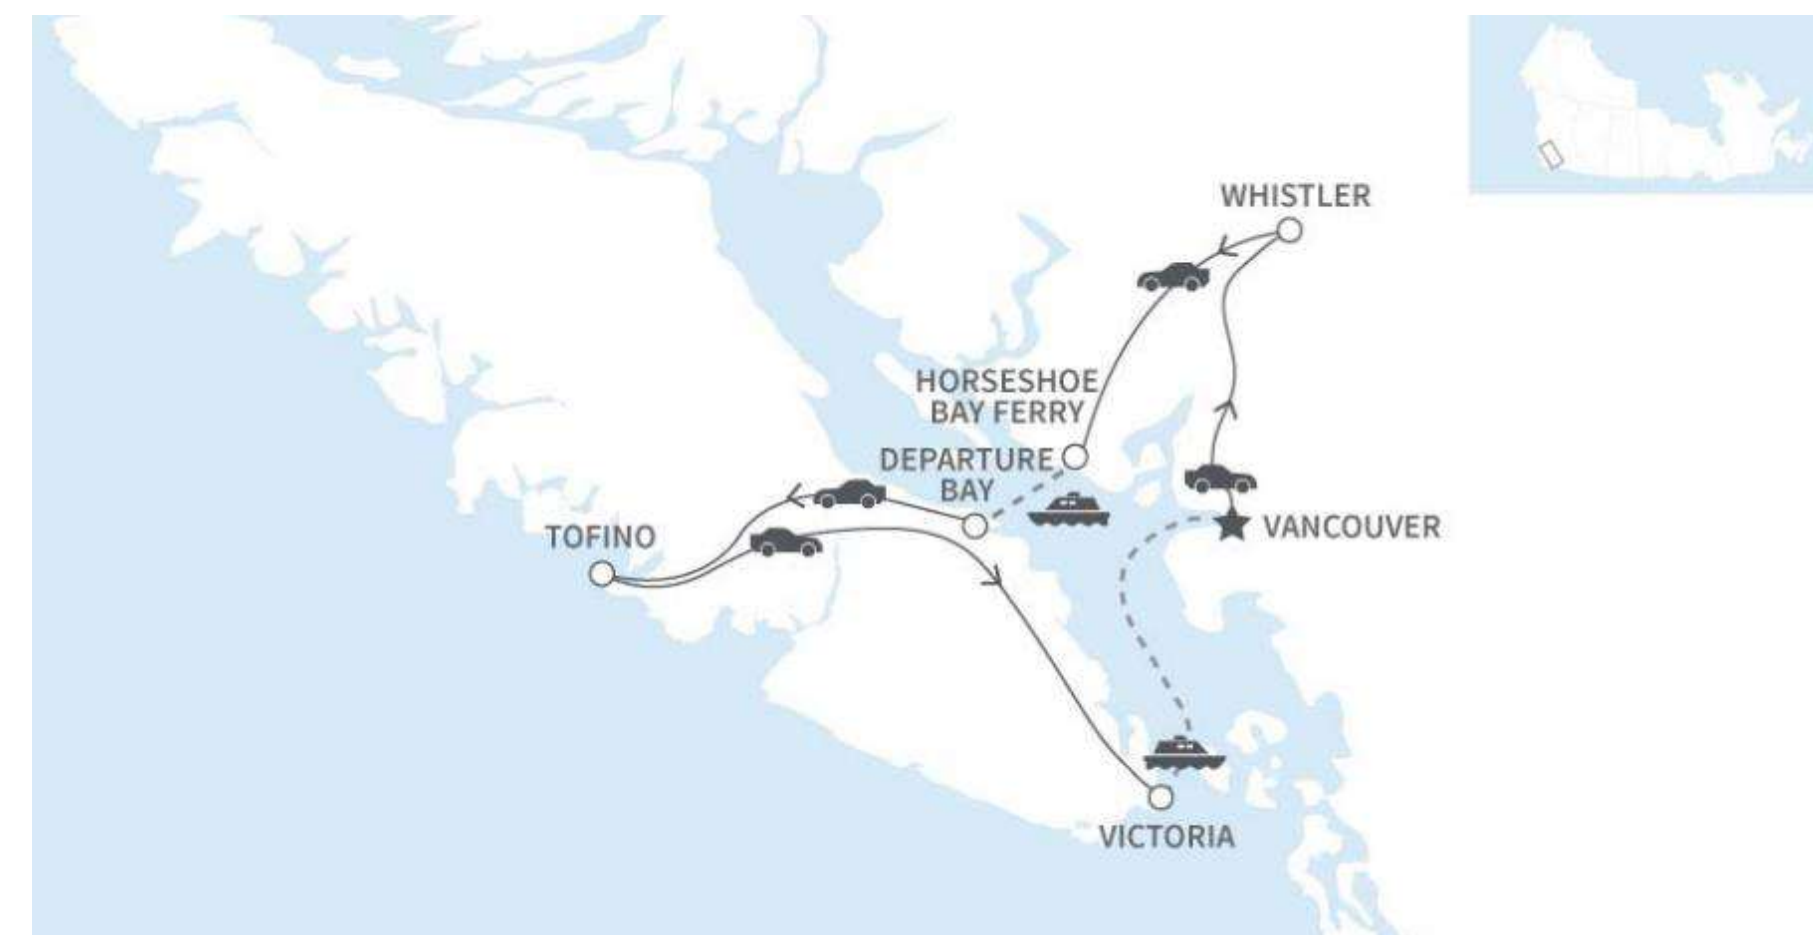 WHISTLER
HORSESHOE
BAY FERRY
DEPARTURE
BAY
TOFINO
VANCOUVER
VICTORIA